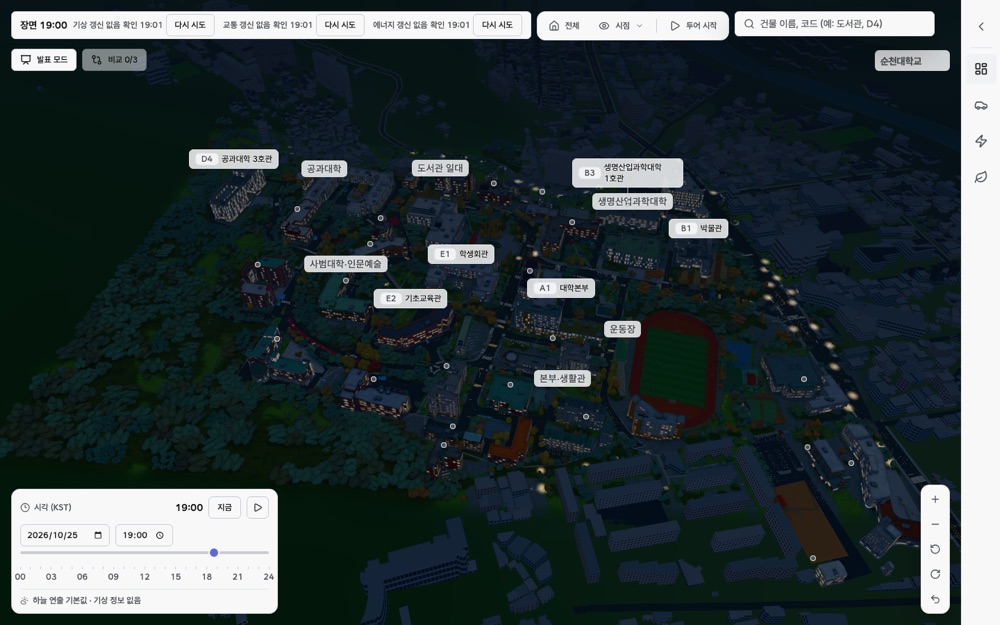 장면 19:00 기상 갱신 없음 확인 19:01 다시 시도 교통 갱신 없음 확인 19:01 다시 시도 에너지 갱신 없음 확인 19:01 다시 시도
전체 시점 투어 시작
건물 이름, 코드 (예: 도서관, D4)
발표 모드 비교 0/3
순천대학교
D4 공과대학 3호관
공과대학
도서관 일대
B3 생명산업과학대학
1호관
생명산업과학대학
B1 박물관
E1 학생회관
사범대학·인문예술
A1 대학본부
E2 기초교육관
운동장
본부·생활관
시각 (KST) 19:00 지금
2026/10/25 19:00
00 03 06 09 12 15 18 21 24
하늘 연출 기본값 · 기상 정보 없음